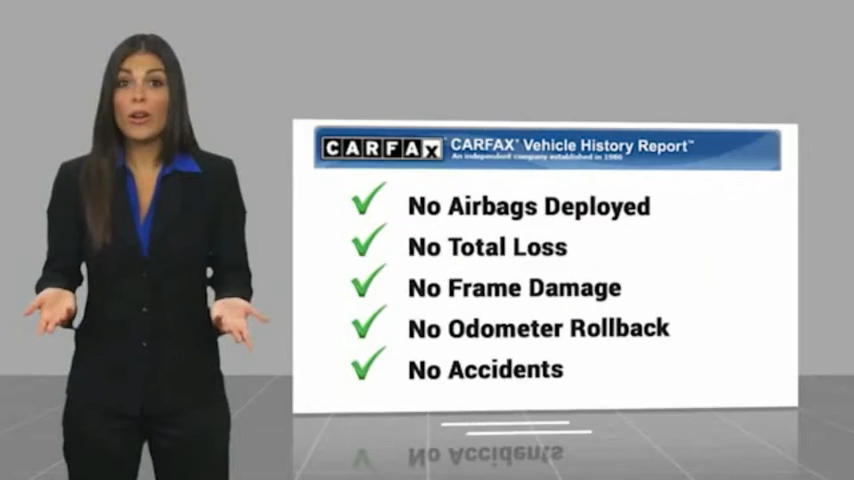 CARFAX CARFAX® Vehicle History Report™
An independent company established in 1986
No Airbags Deployed
No Total Loss
No Frame Damage
No Odometer Rollback
No Accidents
No Accidents